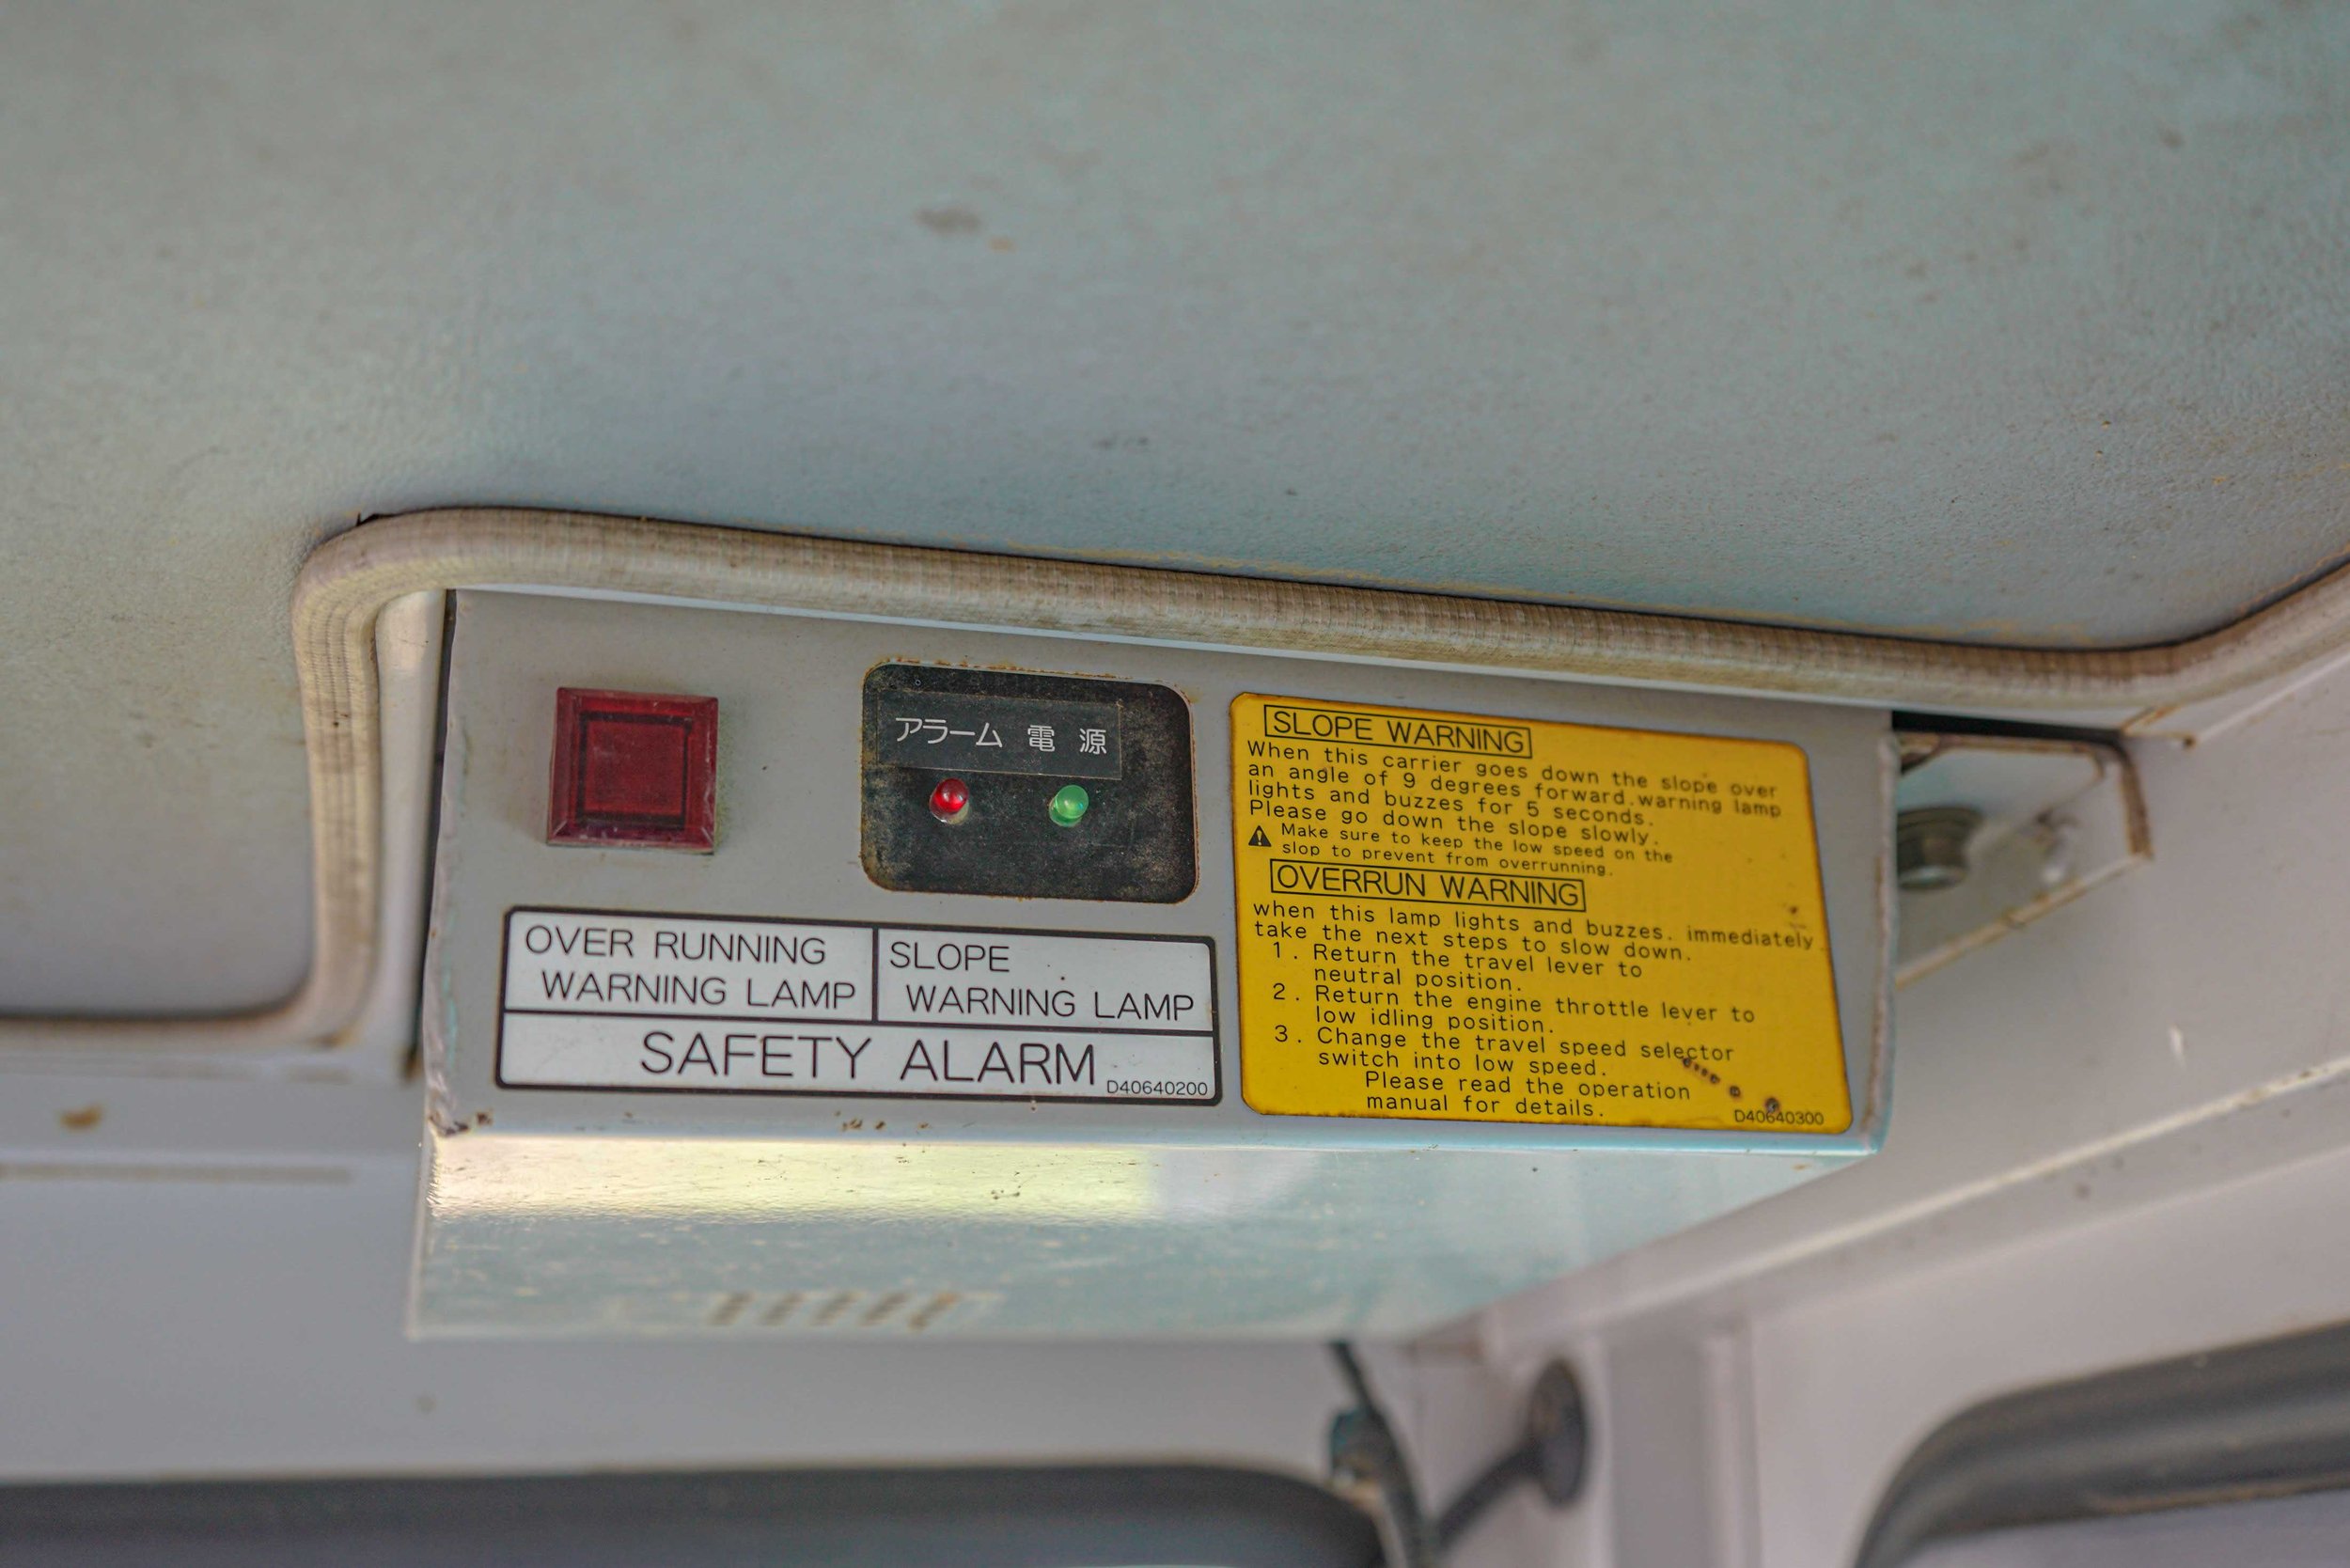 アラーム 電 源
OVER RUNNING
WARNING LAMP
SLOPE
WARNING LAMP
SAFETY ALARM
D40640200
SLOPE WARNING
When this carrier goes down the slope over
an angle of 9 degrees forward.warning lamp
lights and buzzes for 5 seconds.
Please go down the slope slowly.
Make sure to keep the low speed on the
slop to prevent from overrunning.
OVERRUN WARNING
when this lamp lights and buzzes. immediately
take the next steps to slow down.
1. Return the travel lever to
neutral position.
2. Return the engine throttle lever to
low idling position.
3. Change the travel speed selector
switch into low speed.
Please read the operation
manual for details.
D40640300